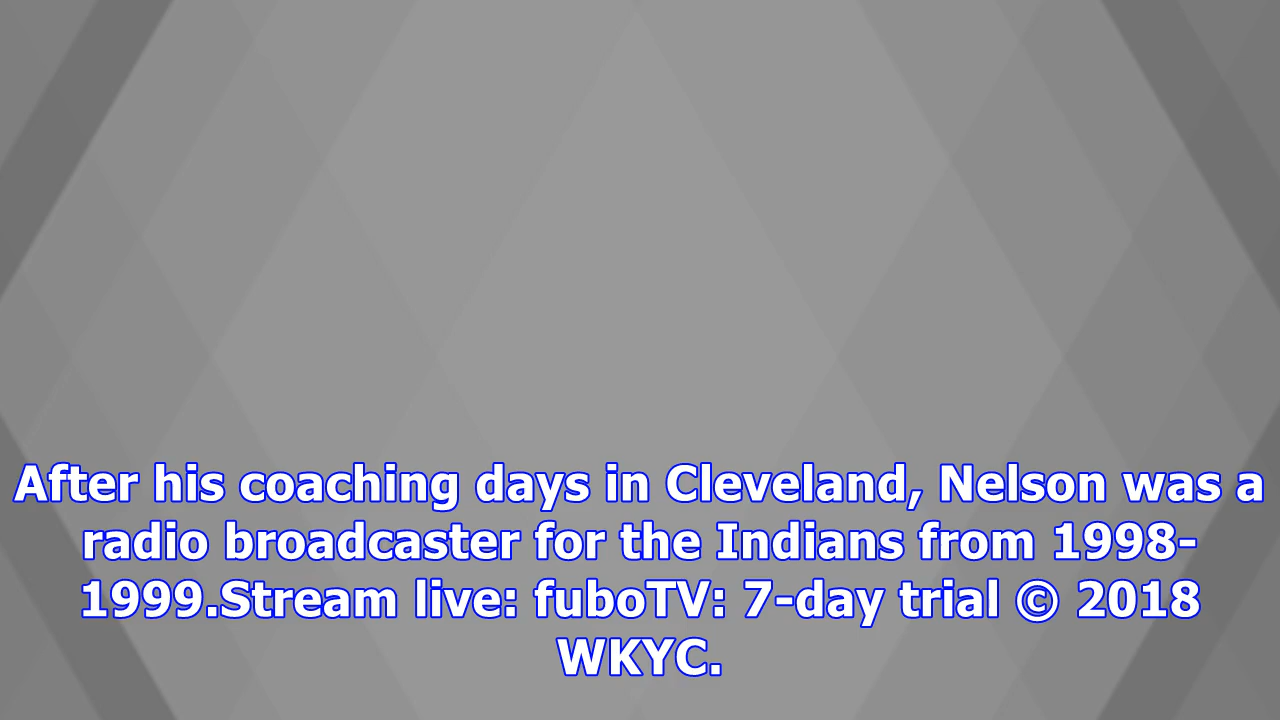 After his coaching days in Cleveland, Nelson was a
radio broadcaster for the Indians from 1998-
1999.Stream live: fuboTV: 7-day trial © 2018
WKYC.